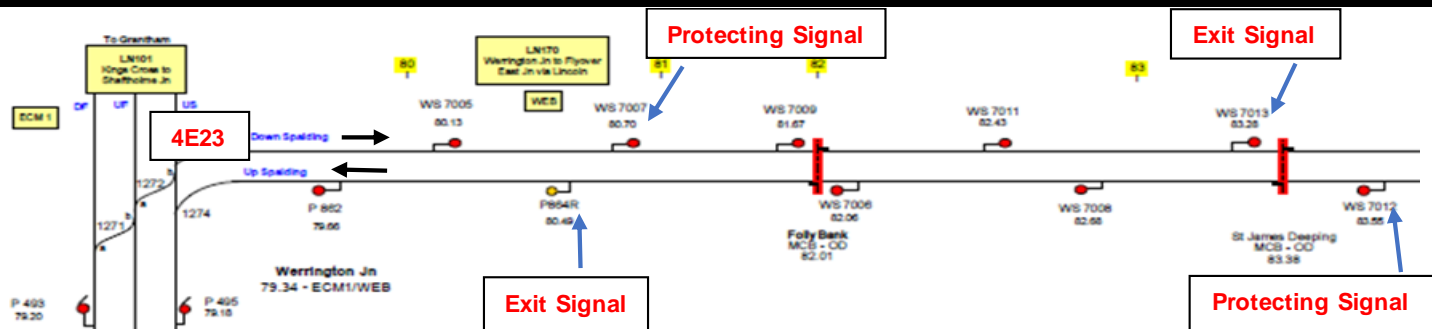 To Grantham
LN101
Kings Cross to
Shaftholme Jn
ECM 1
DF
UF
US
4E23
Down Spalding
Up Spalding
80
LN170
Werrington Jn to Flyover
East Jn via Lincoln
WEB
81
82
83
Protecting Signal
Exit Signal
WS 7005
80.13
WS 7007
80.70
WS 7009
81.67
WS 7011
82.43
WS 7013
83.28
1272
b
a
1271
b
a
1274
P 862
79.66
P864R
80.49
WS 7006
82.06
WS 7008
82.68
WS 7012
83.55
Folly Bank
MCB - OD
82.01
St James Deeping
MCB - OD
83.38
Werrington Jn
79.34 - ECM1/WEB
P 493
79.20
P 495
79.18
Exit Signal
Protecting Signal